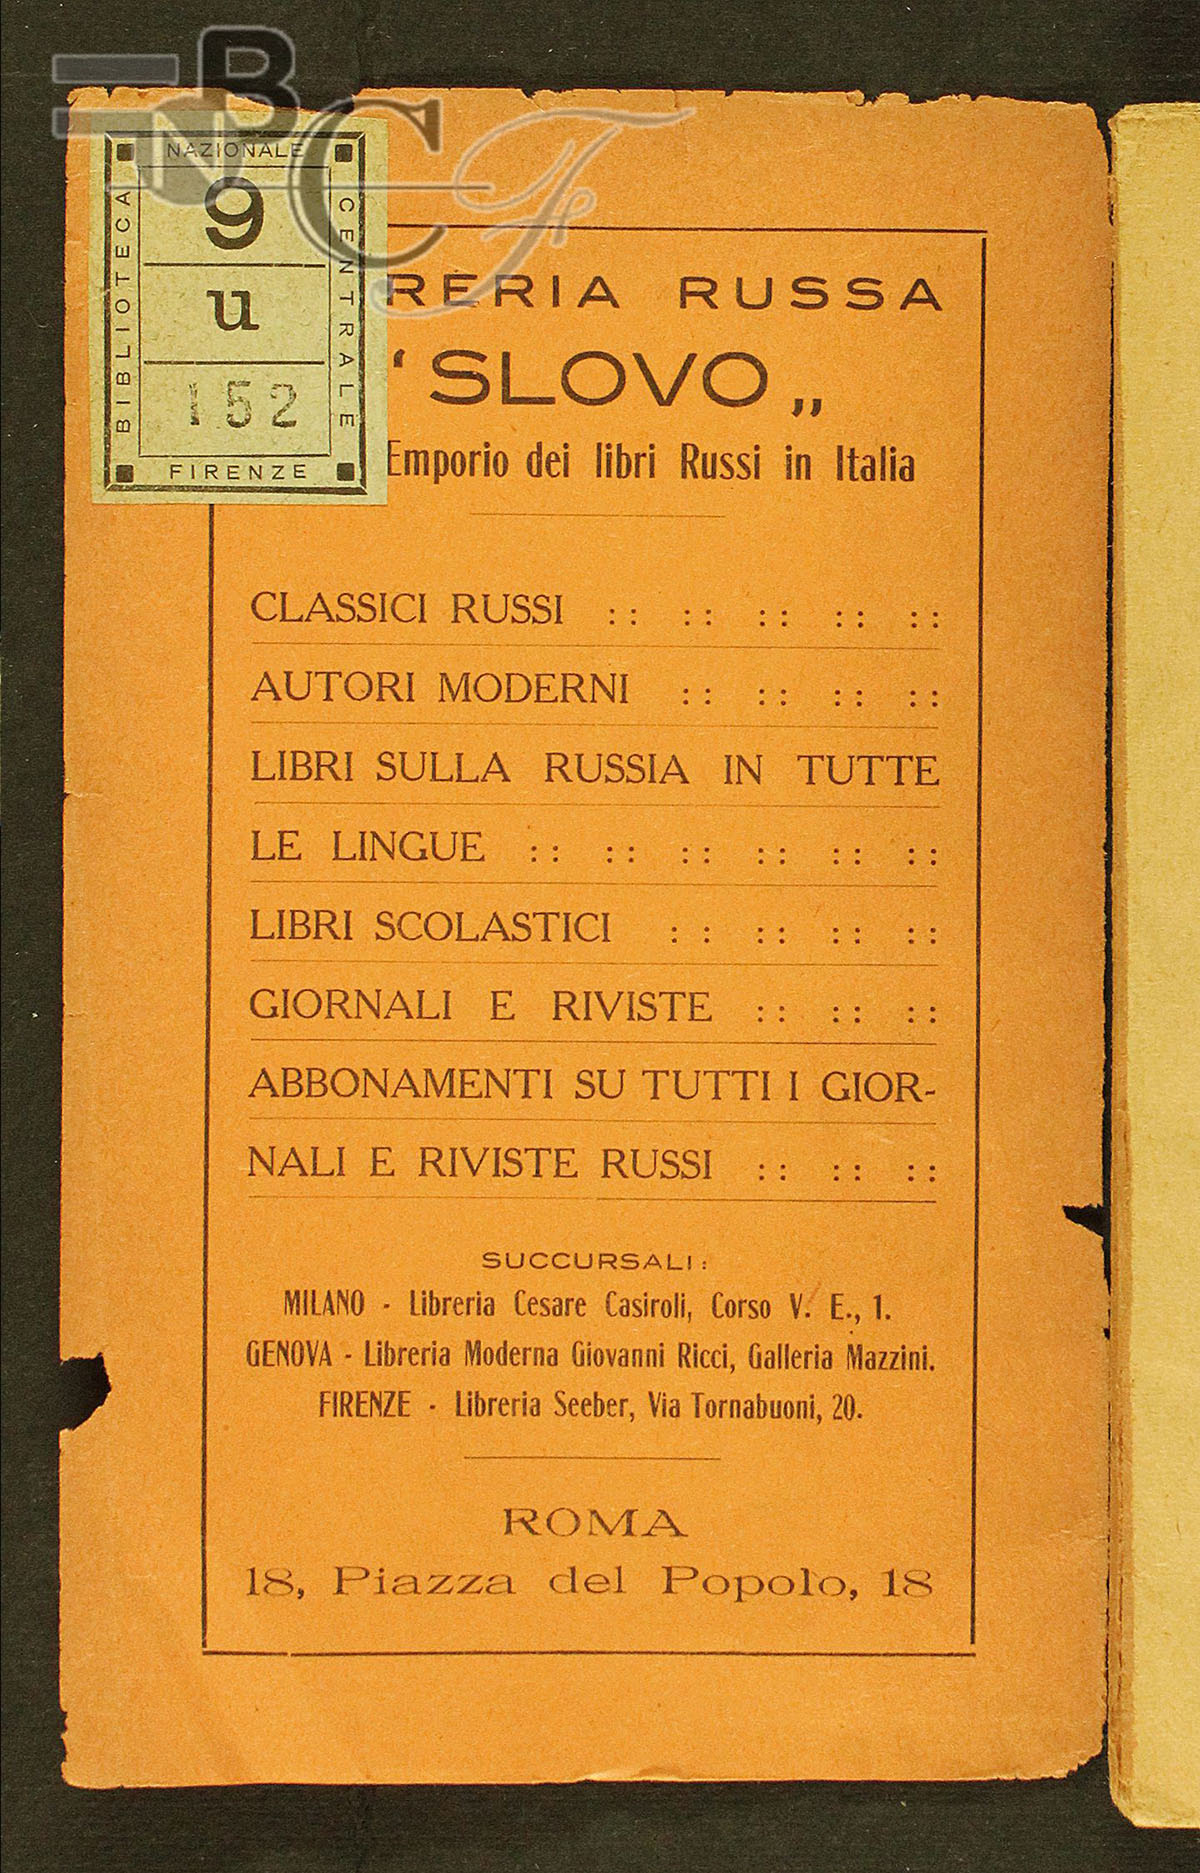 NBCF
NAZIONALE
BIBLIOTECA
CENTRALE
9
u
152
FIRENZE
RERIA RUSSA
‘SLOVO„
Emporio dei libri Russi in Italia
CLASSICI RUSSI :: :: :: :: ::
AUTORI MODERNI :: :: :: ::
LIBRI SULLA RUSSIA IN TUTTE
LE LINGUE :: :: :: :: :: ::
LIBRI SCOLASTICI :: :: :: ::
GIORNALI E RIVISTE :: :: ::
ABBONAMENTI SU TUTTI I GIOR-
NALI E RIVISTE RUSSI :: :: ::
SUCCURSALI:
MILANO - Libreria Cesare Casiroli, Corso V. E., 1.
GENOVA - Libreria Moderna Giovanni Ricci, Galleria Mazzini.
FIRENZE - Libreria Seeber, Via Tornabuoni, 20.
ROMA
18, Piazza del Popolo, 18